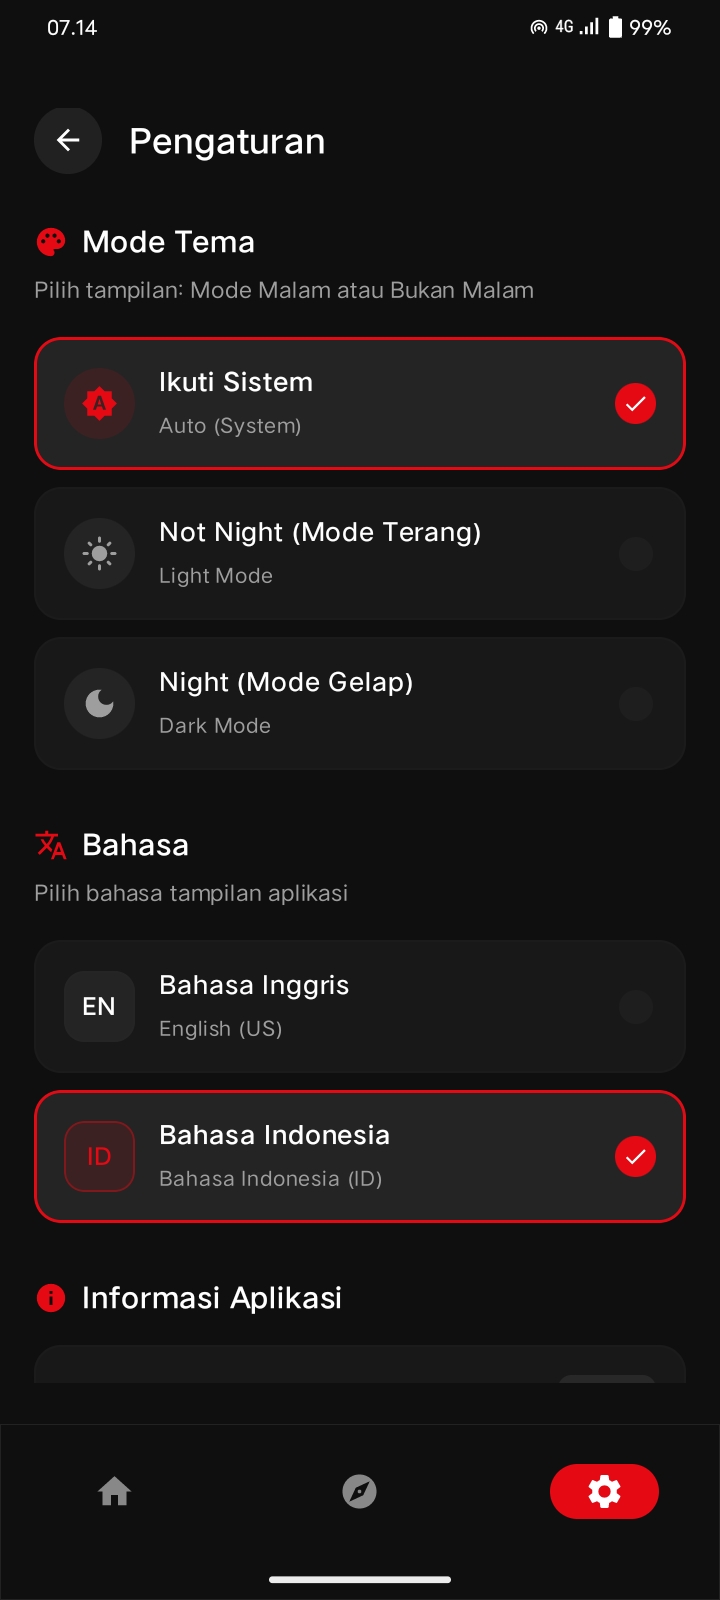 07.14
4G 99%
Pengaturan
Mode Tema
Pilih tampilan: Mode Malam atau Bukan Malam
Ikuti Sistem
A
Auto (System)
Not Night (Mode Terang)
Light Mode
Night (Mode Gelap)
Dark Mode
Bahasa
Pilih bahasa tampilan aplikasi
Bahasa Inggris
EN
English (US)
Bahasa Indonesia
ID
Bahasa Indonesia (ID)
Informasi Aplikasi